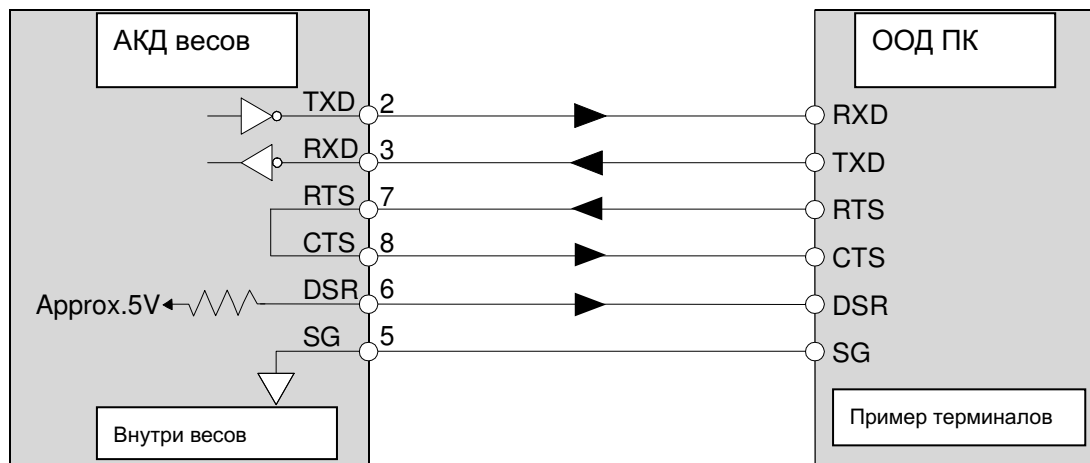 АКД весов
ООД ПК
TXD 2 RXD
RXD 3 TXD
RTS 7 RTS
CTS 8 CTS
Approx.5V DSR 6 DSR
SG 5 SG
Внутри весов
Пример терминалов